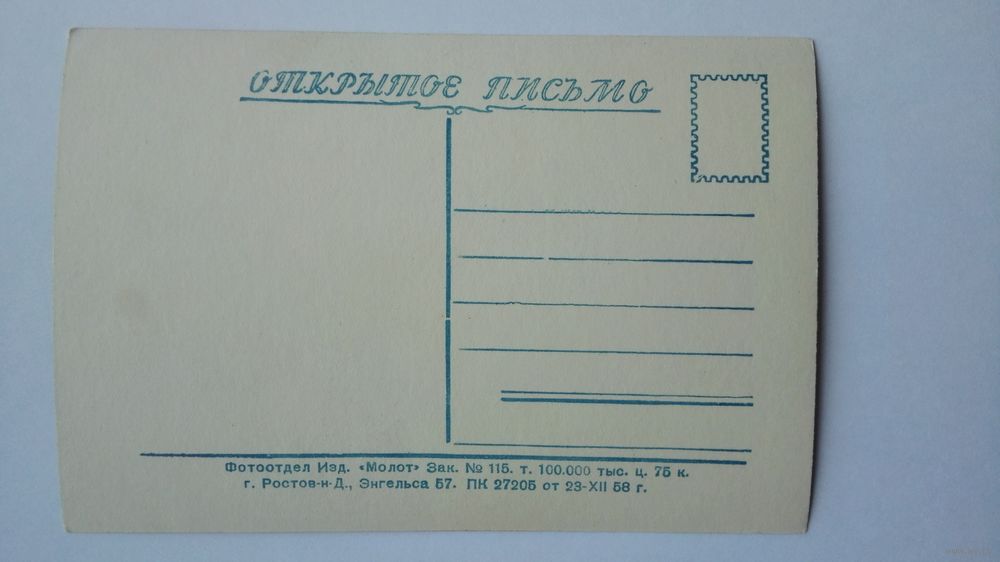 ОТКРЫТОЕ ПИСЬМО
Фотоотдел Изд. «Молот» Зак. № 115. т. 100.000 тыс. ц. 75 к.
г. Ростов-н-Д., Энгельса 57. ПК 27205 от 23-XII 58 г.